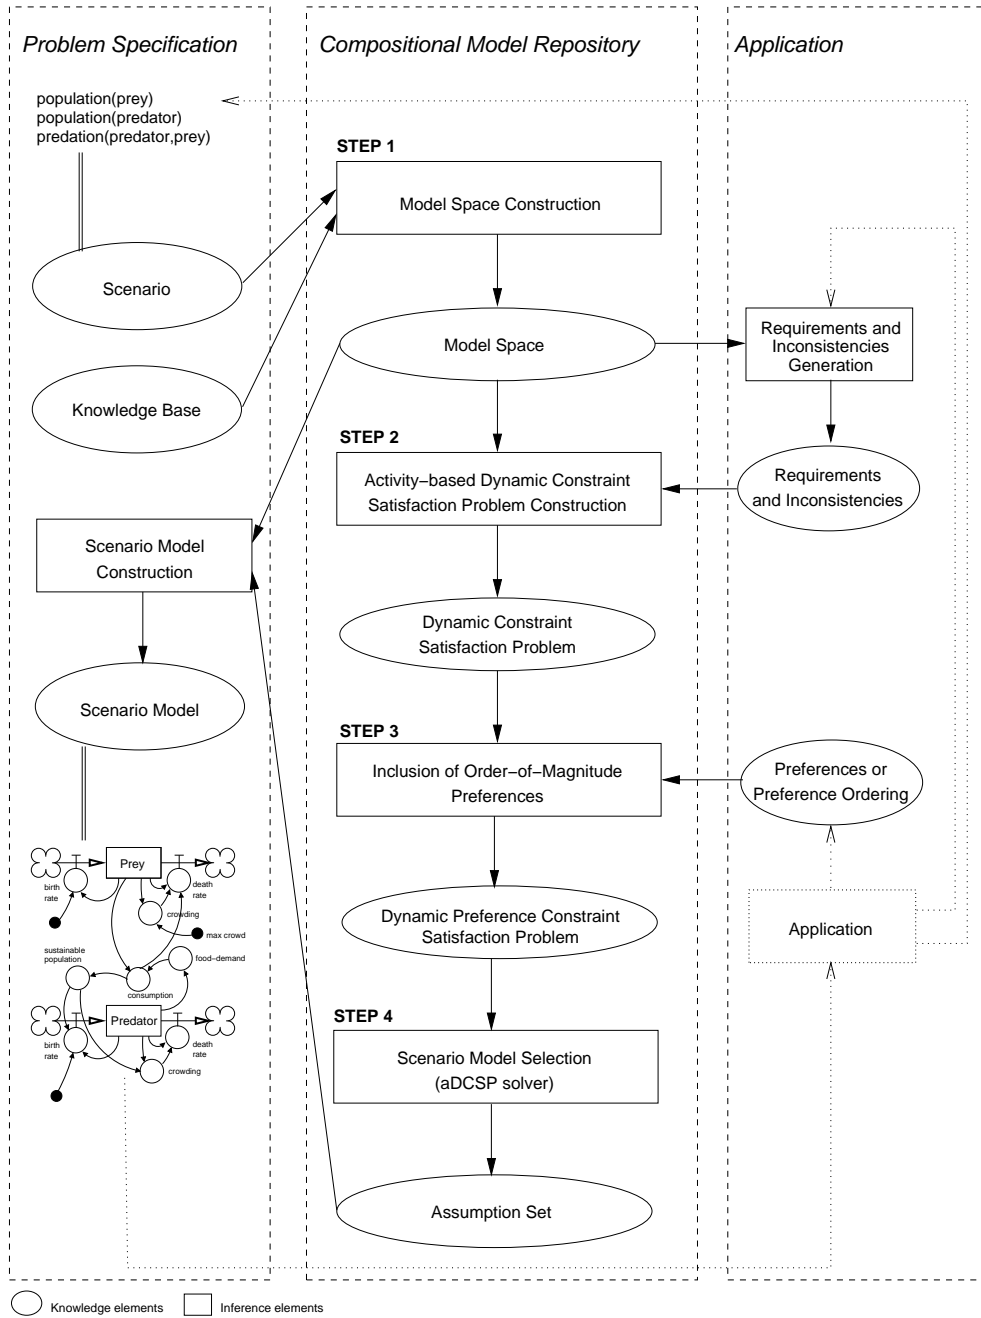 Problem Specification
Compositional Model Repository
Application
population(prey)
population(predator)
predation(predator,prey)
STEP 1
Model Space Construction
Scenario
Model Space
Requirements and
Inconsistencies
Generation
Knowledge Base
STEP 2
Activity−based Dynamic Constraint
Satisfaction Problem Construction
Requirements
and Inconsistencies
Scenario Model
Construction
Dynamic Constraint
Satisfaction Problem
Scenario Model
STEP 3
Inclusion of Order−of−Magnitude
Preferences
Preferences or
Preference Ordering
Prey
birth
rate
death
rate
crowding
max crowd
sustainable
population
food−demand
consumption
Predator
birth
rate
death
rate
crowding
Dynamic Preference Constraint
Satisfaction Problem
Application
STEP 4
Scenario Model Selection
(aDCSP solver)
Assumption Set
Knowledge elements
Inference elements